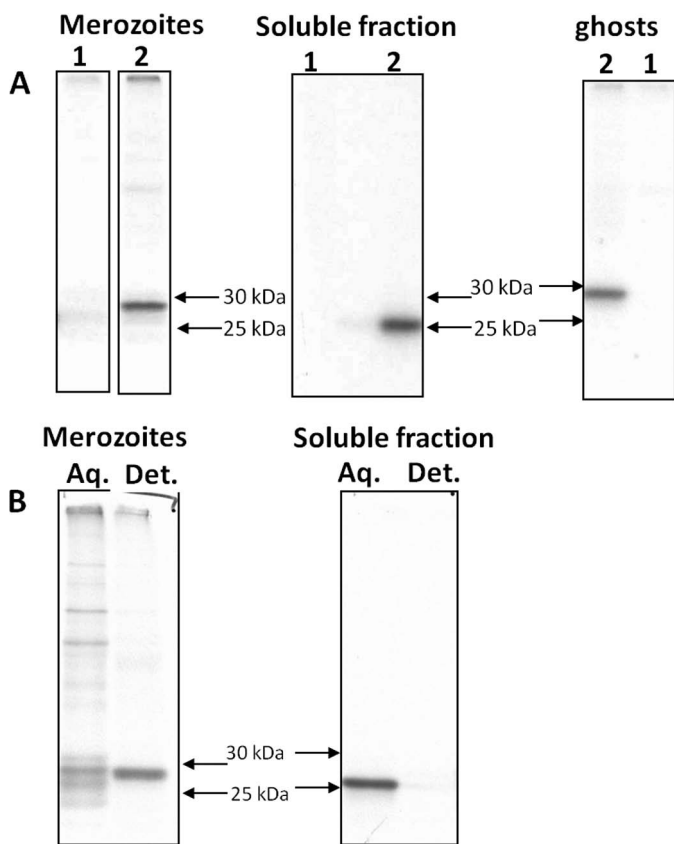 Merozoites Soluble fraction ghosts
1 2 1 2 2 1
A
30 kDa 30 kDa
25 kDa 25 kDa
Merozoites Soluble fraction
Aq. Det. Aq. Det.
B
30 kDa
25 kDa